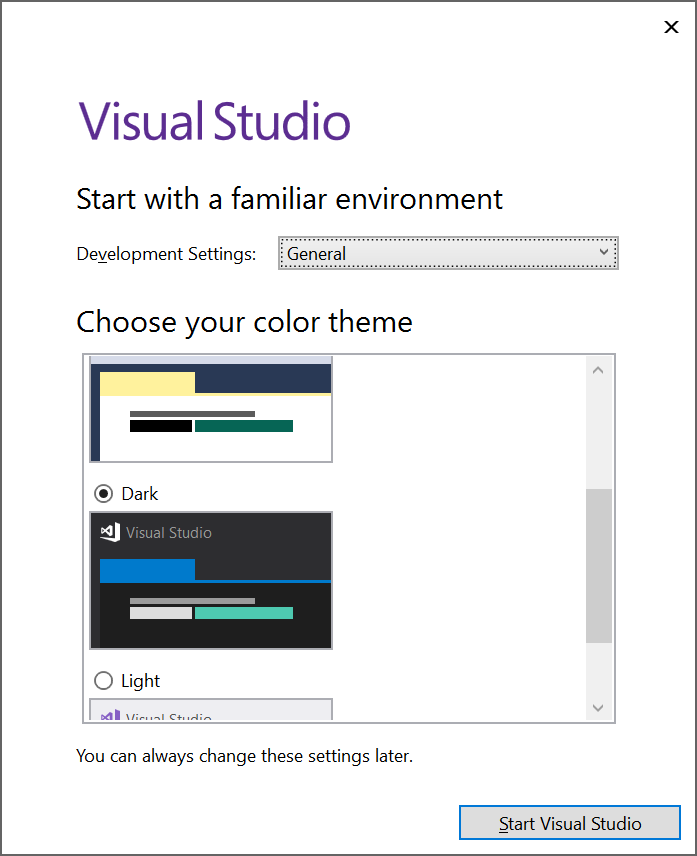 Visual Studio
Start with a familiar environment
Development Settings: General
Choose your color theme
Dark
Visual Studio
Light
Visual Studio
You can always change these settings later.
Start Visual Studio